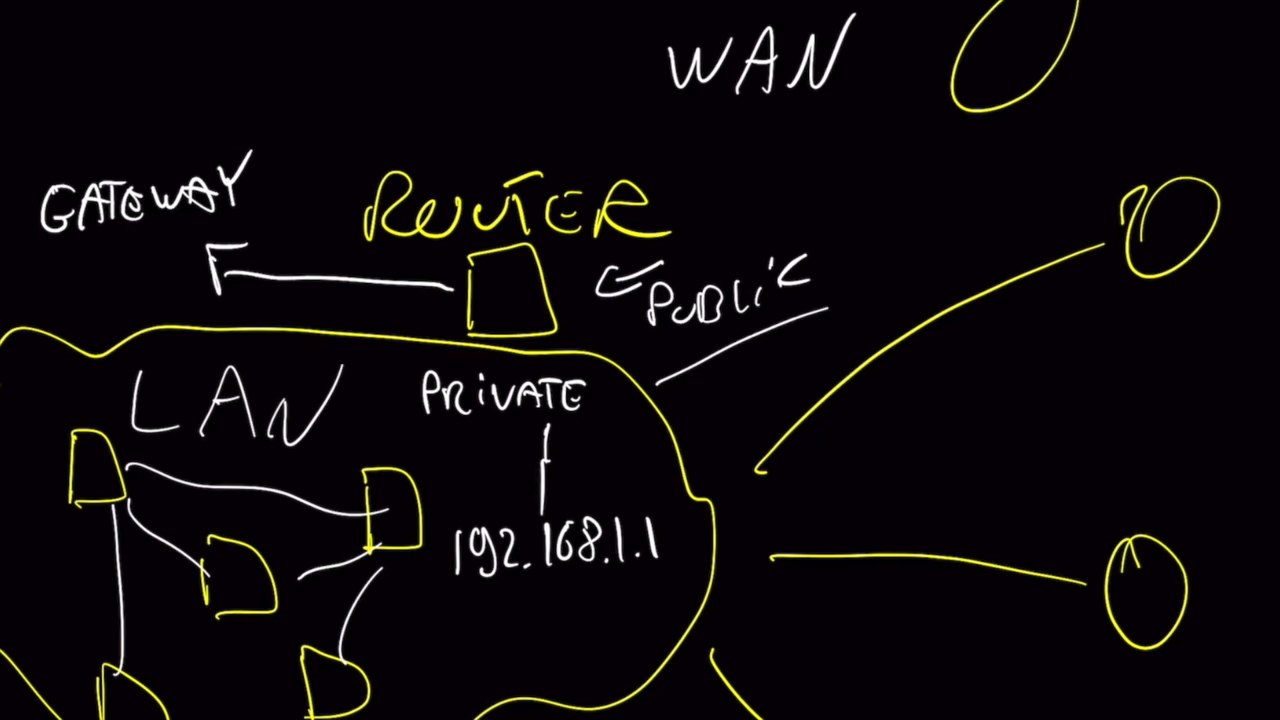 WAN
GATEWAY
ROUTER
PUBLIC
LAN
PRIVATE
192.168.1.1